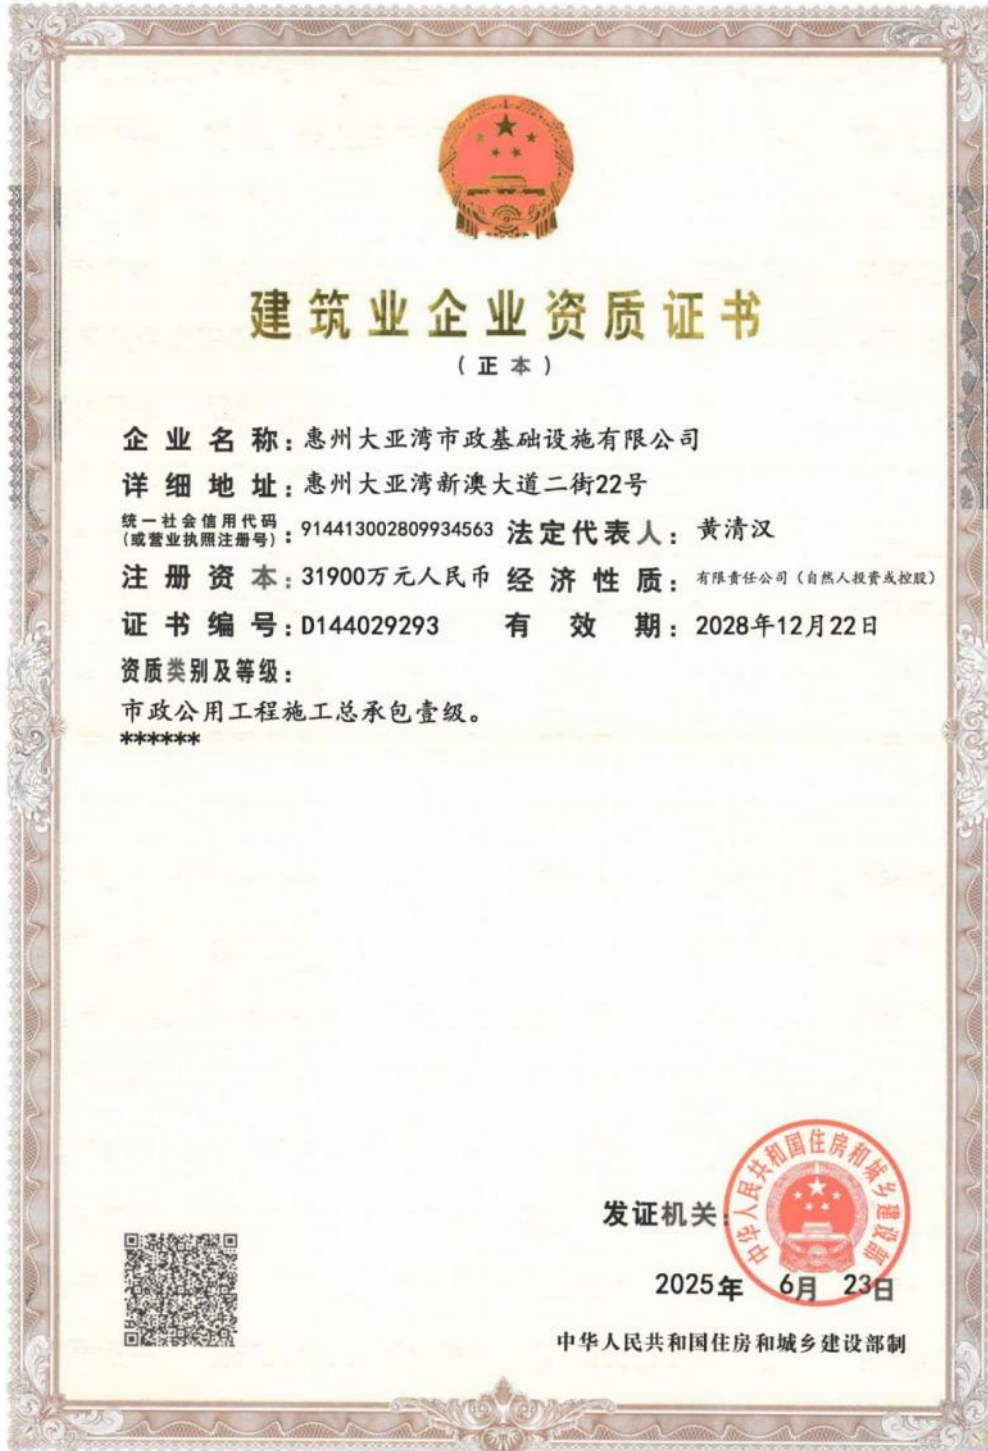 建筑业企业资质证书
（正本）
企业名称：惠州大亚湾市政基础设施有限公司
详细地址：惠州大亚湾新澳大道二街22号
统一社会信用代码
（或营业执照注册号）：914413002809934563 法定代表人：黄清汉
注册资本：31900万元人民币 经济性质：有限责任公司（自然人投资或控股）
证书编号：D144029293 有效期：2028年12月22日
资质类别及等级：
市政公用工程施工总承包壹级。
******
中华人民共和国住房和城乡建设部
发证机关：
2025年 6月 23日
中华人民共和国住房和城乡建设部制